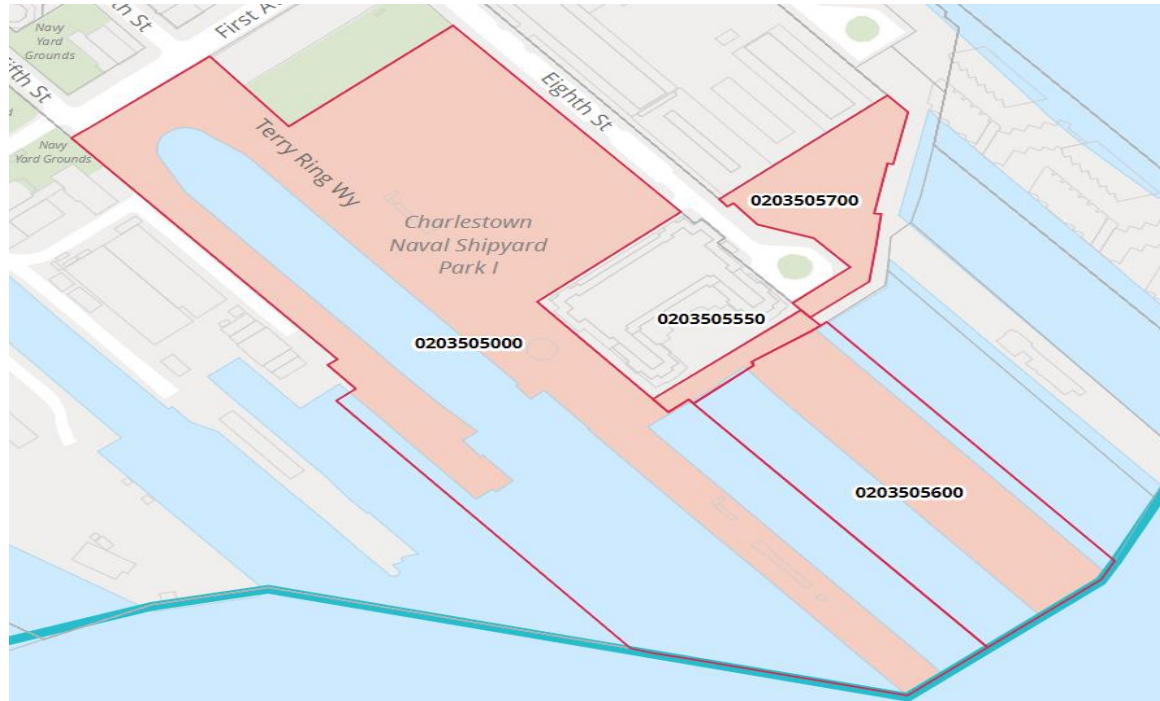 Navy
Yard
Grounds
th St
First A
Fifth St
Navy
Yard Grounds
Terry Ring Wy
Eighth St
Charlestown
Naval Shipyard
Park I
0203505700
0203505550
0203505000
0203505600